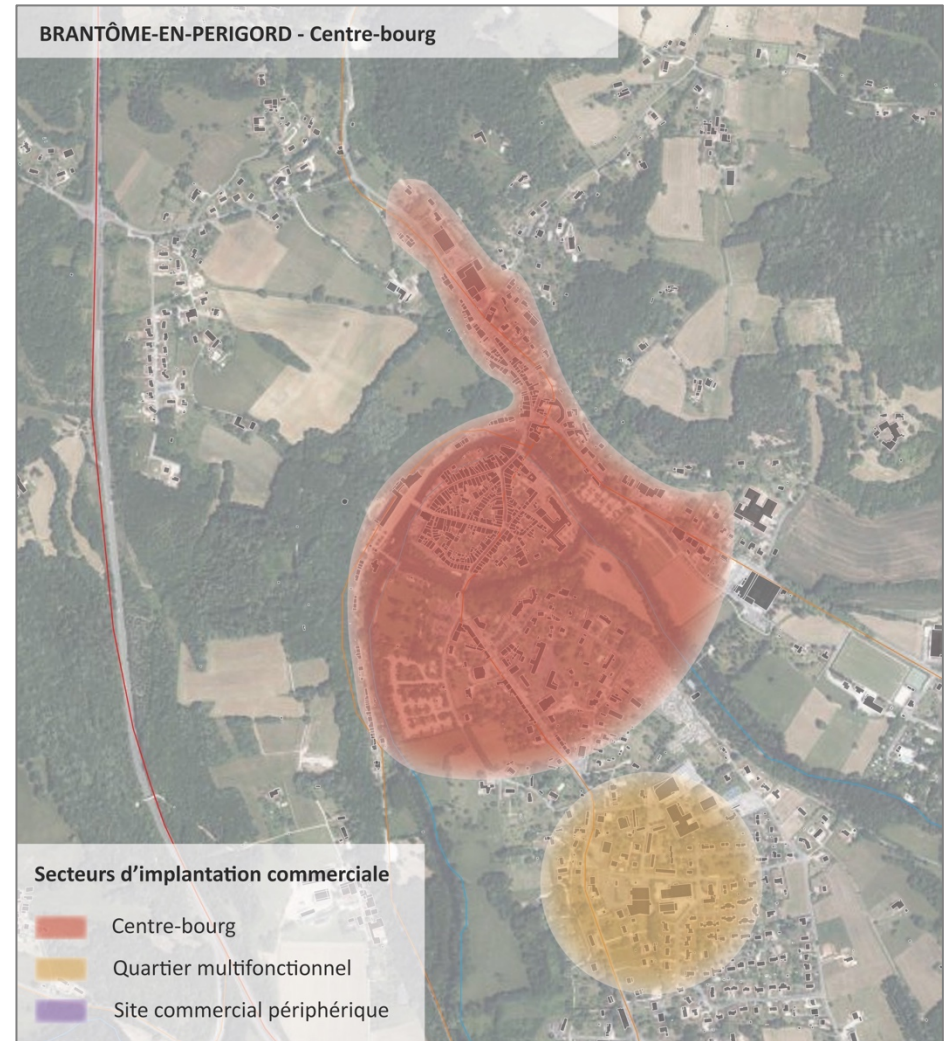 BRANTÔME-EN-PERIGORD - Centre-bourg
Secteurs d’implantation commerciale
Centre-bourg
Quartier multifonctionnel
Site commercial périphérique